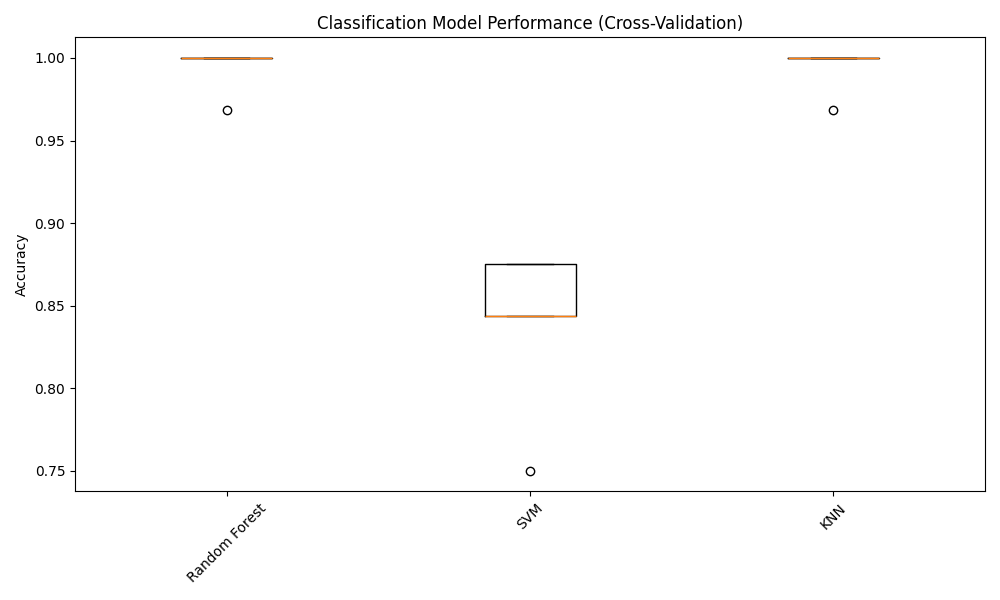 Classification Model Performance (Cross-Validation)
1.00
0.95
0.90
0.85
0.80
0.75
Accuracy
Random Forest
SVM
KNN